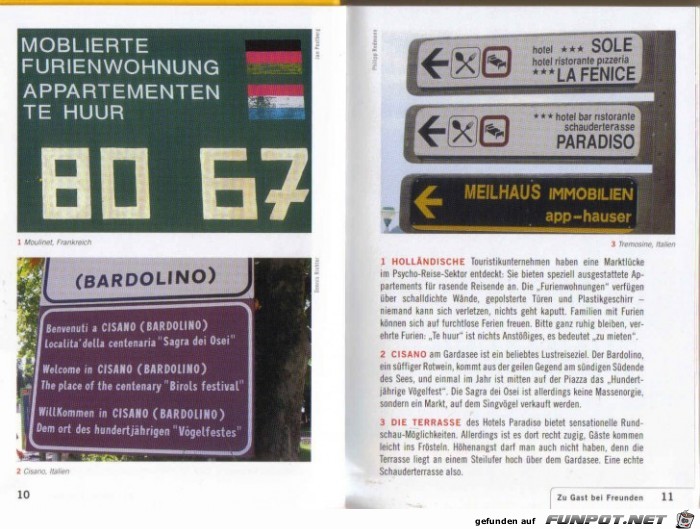 MOBLIERTE
FURIENWOHNUNG
APPARTEMENTEN
TE HUUR
80 67
1 Moulinet, Frankreich
(BARDOLINO)
Benvenuti a CISANO (BARDOLINO)
Localita' della centenaria "Sagra dei Osei"
Welcome in CISANO (BARDOLINO)
The place of the centenary "Birols festival"
WillKommen in CISANO (BARDOLINO)
Dem ort des hundertjährigen "Vögelfestes"
2 Cisano, Italien
10
hotel *** SOLE
hotel ristorante pizzeria
*** LA FENICE
*** hotel bar ristorante
schauderterasse
PARADISO
MEILHAUS IMMOBILIEN
app-hauser
3 Tremosine, Italien
1 HOLLÄNDISCHE Touristikunternehmen haben eine Marktlücke
im Psycho-Reise-Sektor entdeckt: Sie bieten speziell ausgestattete Ap-
partements für rasende Reisende an. Die „Furienwohnungen" verfügen
über schalldichte Wände, gepolsterte Türen und Plastikgeschirr –
niemand kann sich verletzen, nichts geht kaputt. Familien mit Furien
können sich auf furchtlose Ferien freuen. Bitte ganz ruhig bleiben, ver-
ehrte Furien: „Te huur" ist nichts Anstößiges, es bedeutet „zu mieten".
2 CISANO am Gardasee ist ein beliebtes Lustreiseziel. Der Bardolino,
ein süffiger Rotwein, kommt aus der geilen Gegend am sündigen Südende
des Sees, und einmal im Jahr ist mitten auf der Piazza das „Hundert-
jährige Vögelfest". Die Sagra dei Osei ist allerdings keine Massenorgie,
sondern ein Markt, auf dem Singvögel verkauft werden.
3 DIE TERRASSE des Hotels Paradiso bietet sensationelle Rund-
schau-Möglichkeiten. Allerdings ist es dort recht zugig, Gäste kommen
leicht ins Frösteln. Höhenangst darf man auch nicht haben, denn die
Terrasse liegt an einem Steilufer hoch über dem Gardasee. Eine echte
Schauderterasse also.
Zu Gast bei Freunden 11
gefunden auf FUNPOT.NET